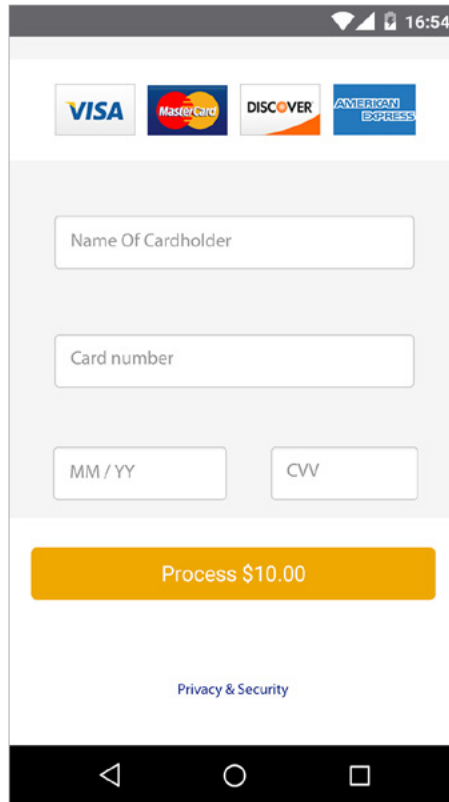 16:54
VISA MasterCard DISCOVER AMERICAN EXPRESS
Name Of Cardholder
Card number
MM / YY CVV
Process $10.00
Privacy & Security